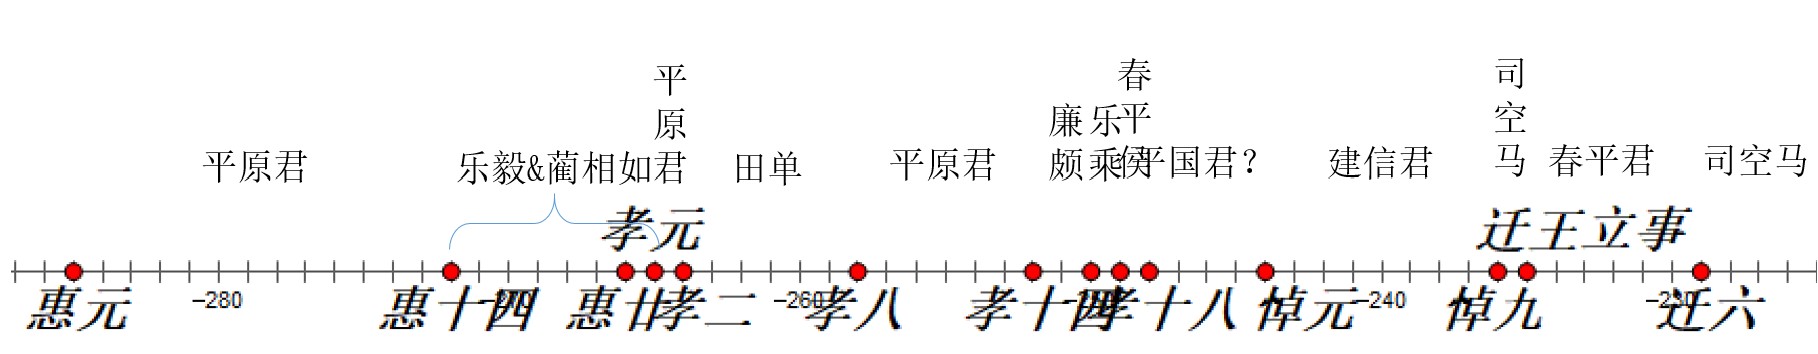 平原君
乐毅&蔺相如
平原君
田单
平原君
廉颇
乐乘
春平侯
平国君？
建信君
司空马
春平君
司空马
孝元
迁王立事
惠元
-280
惠十四
惠廿
孝二
-260
孝八
孝十四
孝十八
悼元
-240
悼九
迁六